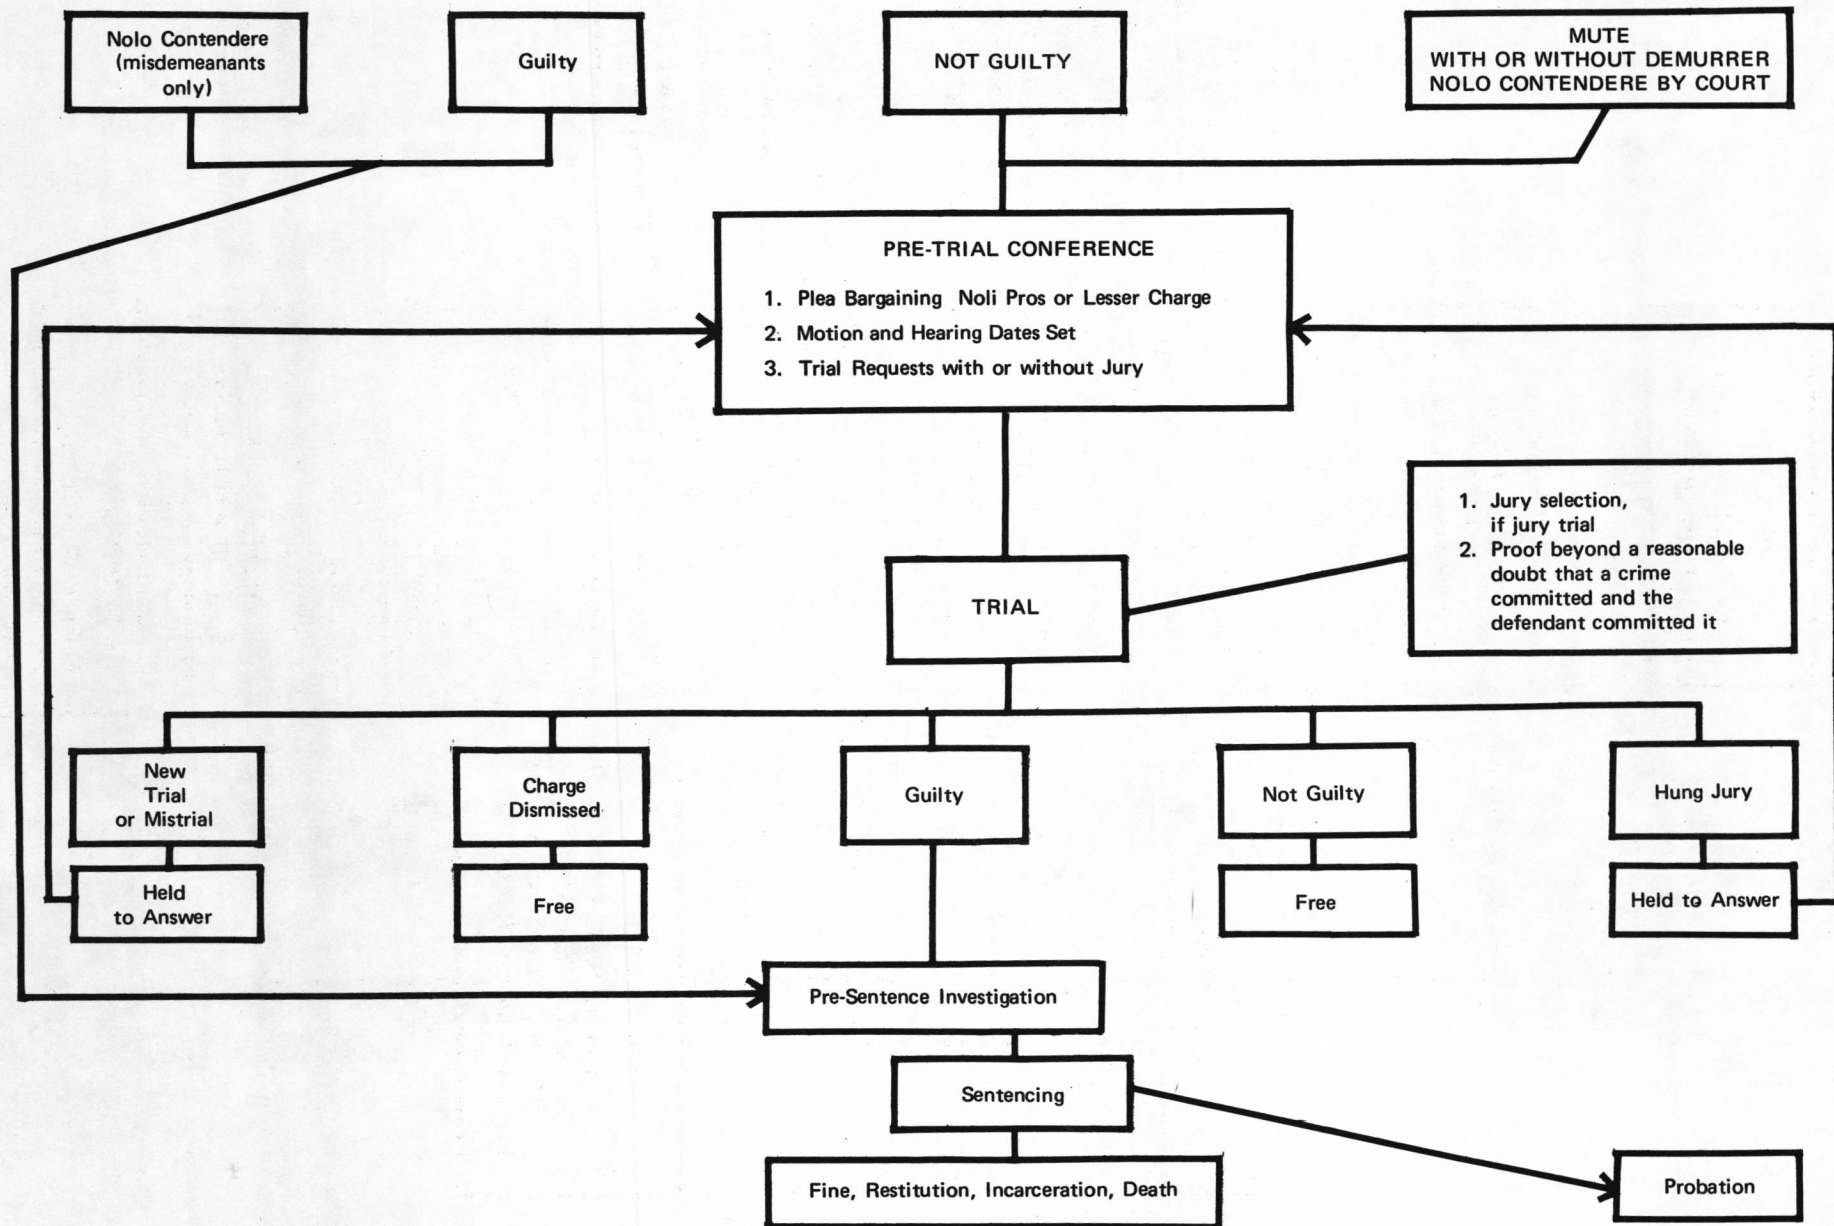 Nolo Contendere
(misdemeanants
only)
Guilty
NOT GUILTY
MUTE
WITH OR WITHOUT DEMURRER
NOLO CONTENDERE BY COURT
PRE-TRIAL CONFERENCE
1. Plea Bargaining Noli Pros or Lesser Charge
2. Motion and Hearing Dates Set
3. Trial Requests with or without Jury
1. Jury selection,
if jury trial
2. Proof beyond a reasonable
doubt that a crime
committed and the
defendant committed it
TRIAL
New
Trial
or Mistrial
Charge
Dismissed
Guilty
Not Guilty
Hung Jury
Held
to Answer
Free
Free
Held to Answer
Pre-Sentence Investigation
Sentencing
Fine, Restitution, Incarceration, Death
Probation